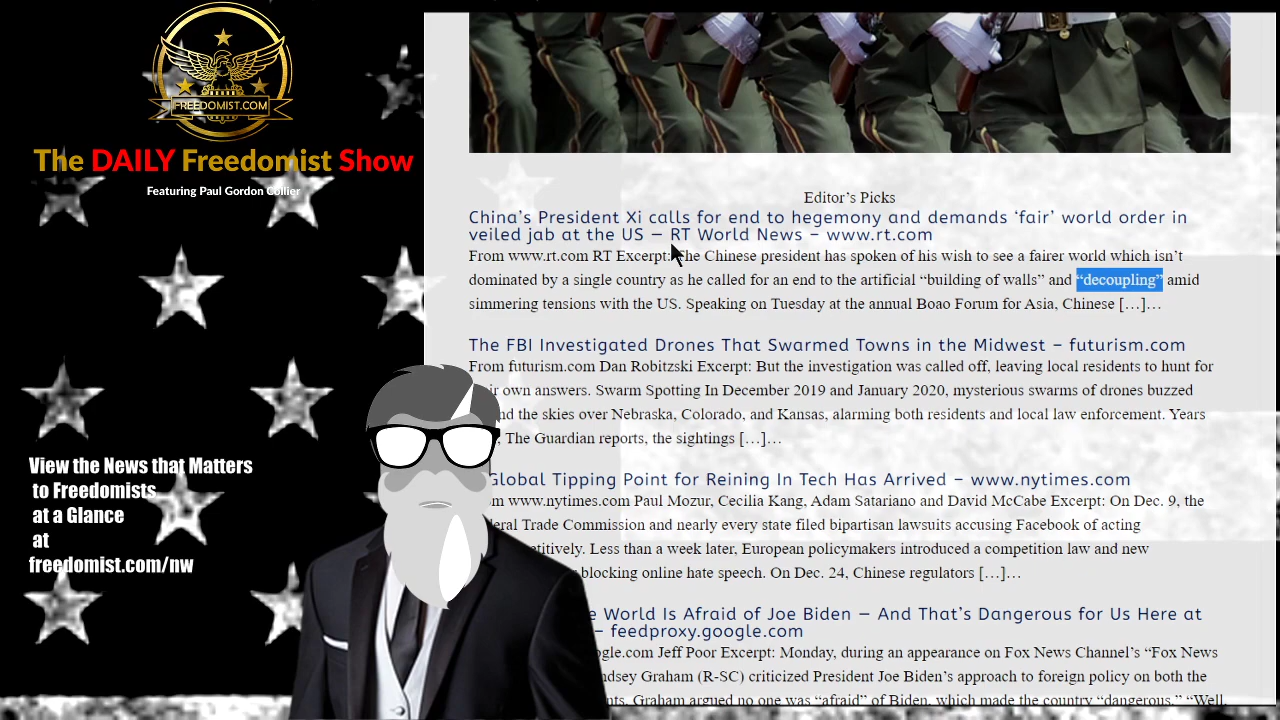 FREEDOMIST.COM
The DAILY Freedomist Show
Featuring Paul Gordon Collier
View the News that Matters
to Freedomists
at a Glance
at
freedomist.com/nw
Editor’s Picks
China’s President Xi calls for end to hegemony and demands ‘fair’ world order in
veiled jab at the US — RT World News – www.rt.com
From www.rt.com RT Excerpt: The Chinese president has spoken of his wish to see a fairer world which isn’t
dominated by a single country as he called for an end to the artificial “building of walls” and “decoupling” amid
simmering tensions with the US. Speaking on Tuesday at the annual Boao Forum for Asia, Chinese […]…
The FBI Investigated Drones That Swarmed Towns in the Midwest – futurism.com
From futurism.com Dan Robitzski Excerpt: But the investigation was called off, leaving local residents to hunt for
own answers. Swarm Spotting In December 2019 and January 2020, mysterious swarms of drones buzzed
the skies over Nebraska, Colorado, and Kansas, alarming both residents and local law enforcement. Years
The Guardian reports, the sightings […]…
Global Tipping Point for Reining In Tech Has Arrived – www.nytimes.com
www.nytimes.com Paul Mozur, Cecilia Kang, Adam Satariano and David McCabe Excerpt: On Dec. 9, the
Trade Commission and nearly every state filed bipartisan lawsuits accusing Facebook of acting
Less than a week later, European policymakers introduced a competition law and new
blocking online hate speech. On Dec. 24, Chinese regulators […]…
World Is Afraid of Joe Biden — And That’s Dangerous for Us Here at
– feedproxy.google.com
Jeff Poor Excerpt: Monday, during an appearance on Fox News Channel’s “Fox News
Graham (R-SC) criticized President Joe Biden’s approach to foreign policy on both the
Graham argued no one was “afraid” of Biden, which made the country “dangerous.” “Well,